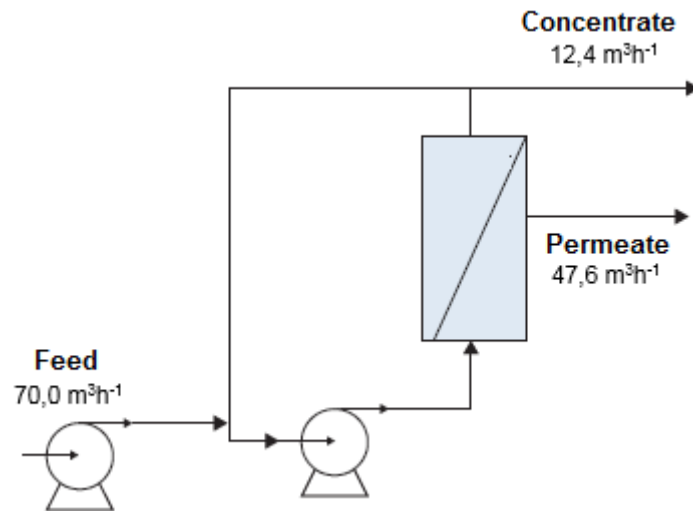 Concentrate
12,4 m³h⁻¹
Permeate
47,6 m³h⁻¹
Feed
70,0 m³h⁻¹